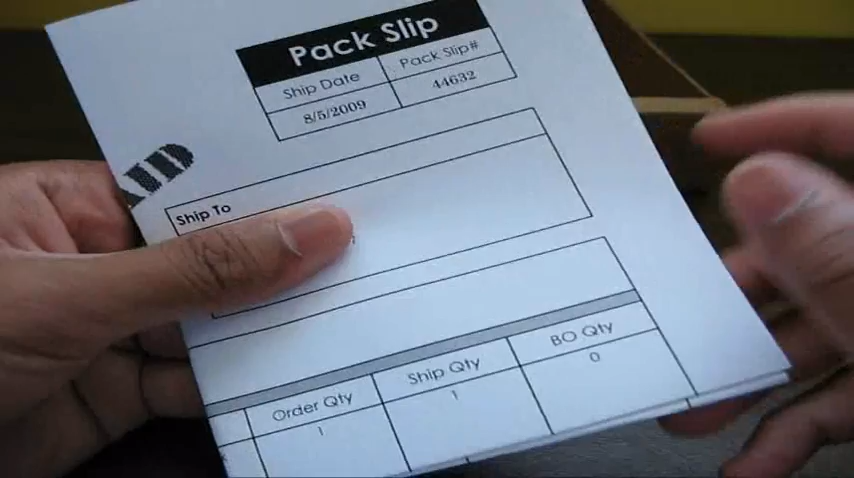 Pack Slip
Ship Date Pack Slip#
8/5/2009 44632
Ship To
Order Qty Ship Qty BO Qty
1 1 0